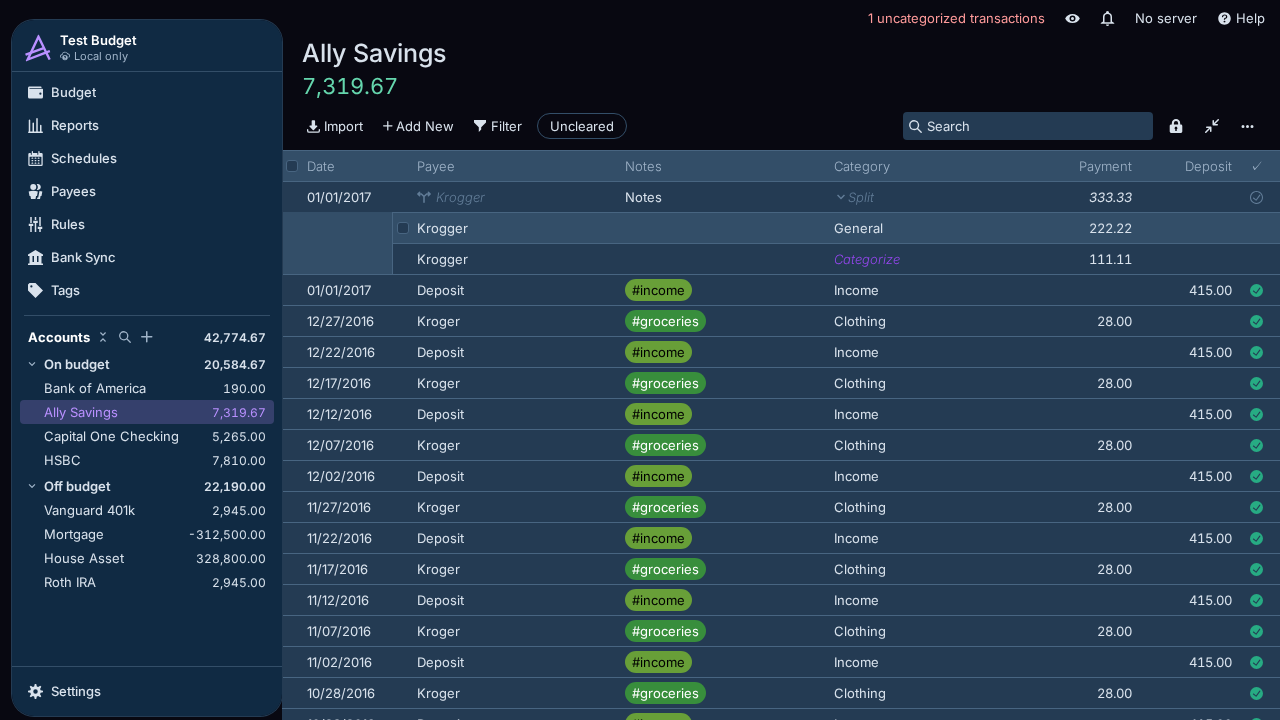 1 uncategorized transactions
No server
Help
Test Budget
Local only
Budget
Reports
Schedules
Payees
Rules
Bank Sync
Tags
Accounts 42,774.67
On budget 20,584.67
Bank of America 190.00
Ally Savings 7,319.67
Capital One Checking 5,265.00
HSBC 7,810.00
Off budget 22,190.00
Vanguard 401k 2,945.00
Mortgage -312,500.00
House Asset 328,800.00
Roth IRA 2,945.00
Settings
Ally Savings
7,319.67
Import Add New Filter Uncleared Search
Date Payee Notes Category Payment Deposit
01/01/2017 Krogger Notes Split 333.33
Krogger General 222.22
Krogger Categorize 111.11
01/01/2017 Deposit #income Income 415.00
12/27/2016 Kroger #groceries Clothing 28.00
12/22/2016 Deposit #income Income 415.00
12/17/2016 Kroger #groceries Clothing 28.00
12/12/2016 Deposit #income Income 415.00
12/07/2016 Kroger #groceries Clothing 28.00
12/02/2016 Deposit #income Income 415.00
11/27/2016 Kroger #groceries Clothing 28.00
11/22/2016 Deposit #income Income 415.00
11/17/2016 Kroger #groceries Clothing 28.00
11/12/2016 Deposit #income Income 415.00
11/07/2016 Kroger #groceries Clothing 28.00
11/02/2016 Deposit #income Income 415.00
10/28/2016 Kroger #groceries Clothing 28.00